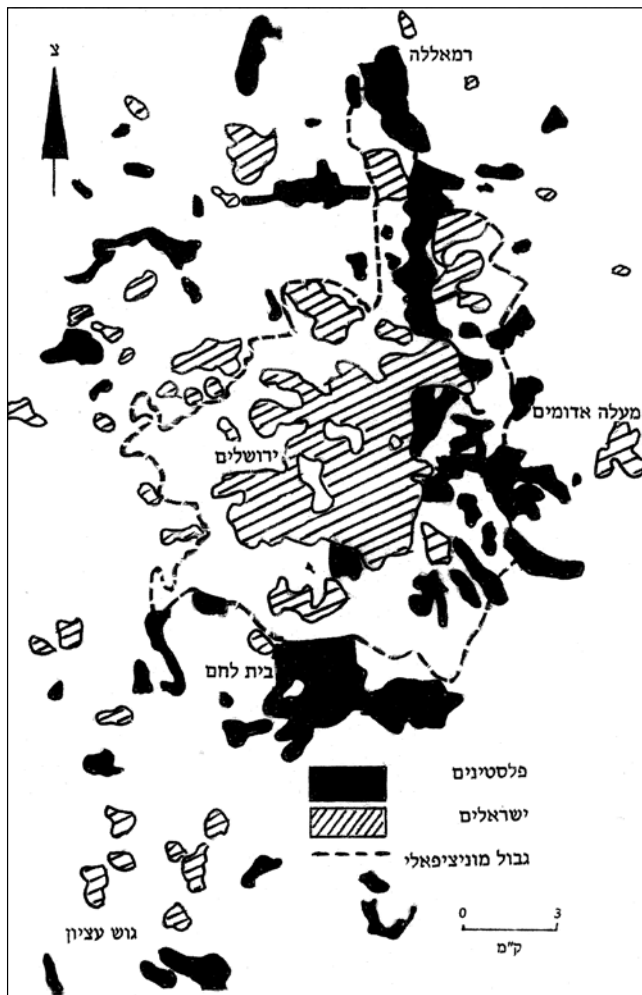 רמאללה
צ
מעלה אדומים
ירושלים
בית לחם
פלסטינים
ישראלים
גבול מוניציפאלי
0 3
ק"מ
גוש עציון